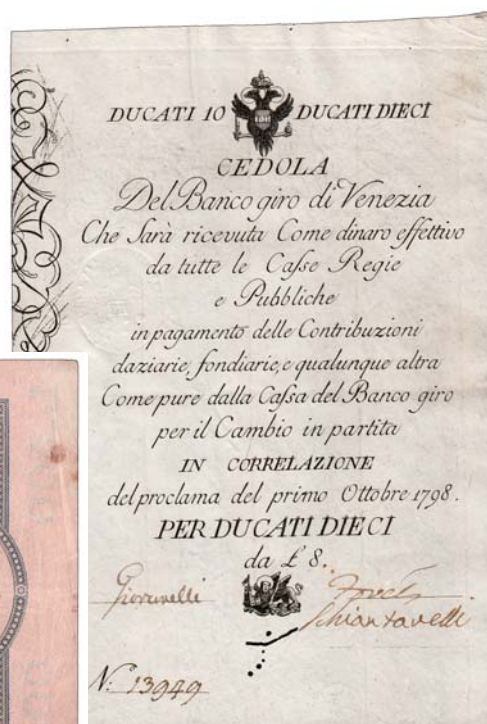 DUCATI 10 DUCATI DIECI
CEDOLA
Del Banco giro di Venezia
Che Sarà ricevuta Come dinaro effettivo
da tutte le Casse Regie
e Pubbliche
in pagamento delle Contribuzioni
daziarie, fondiarie, e qualunque altra
Come pure dalla Cassa del Banco giro
per il Cambio in partita
IN CORRELAZIONE
del proclama del primo Ottobre 1798.
PER DUCATI DIECI
da £ 8.
Giovanelli
Schiantarelli
N: 13949